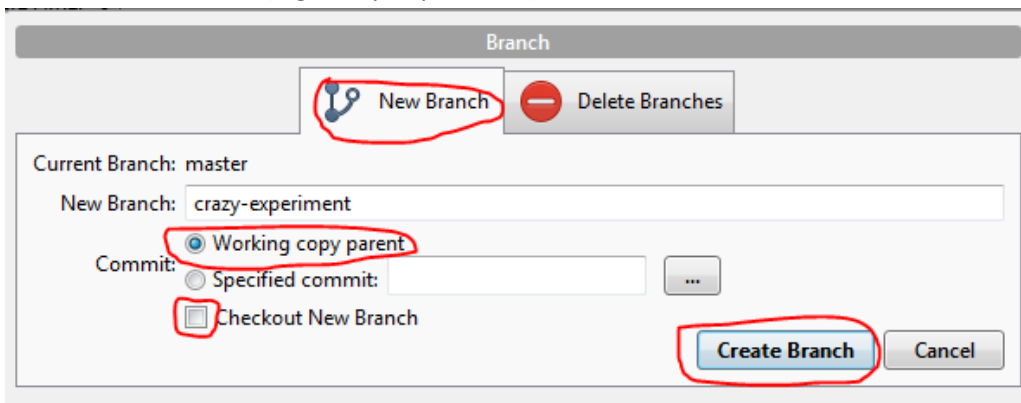 Branch
New Branch Delete Branches
Current Branch: master
New Branch: crazy-experiment
Commit: Working copy parent
Specified commit: ...
Checkout New Branch
Create Branch Cancel